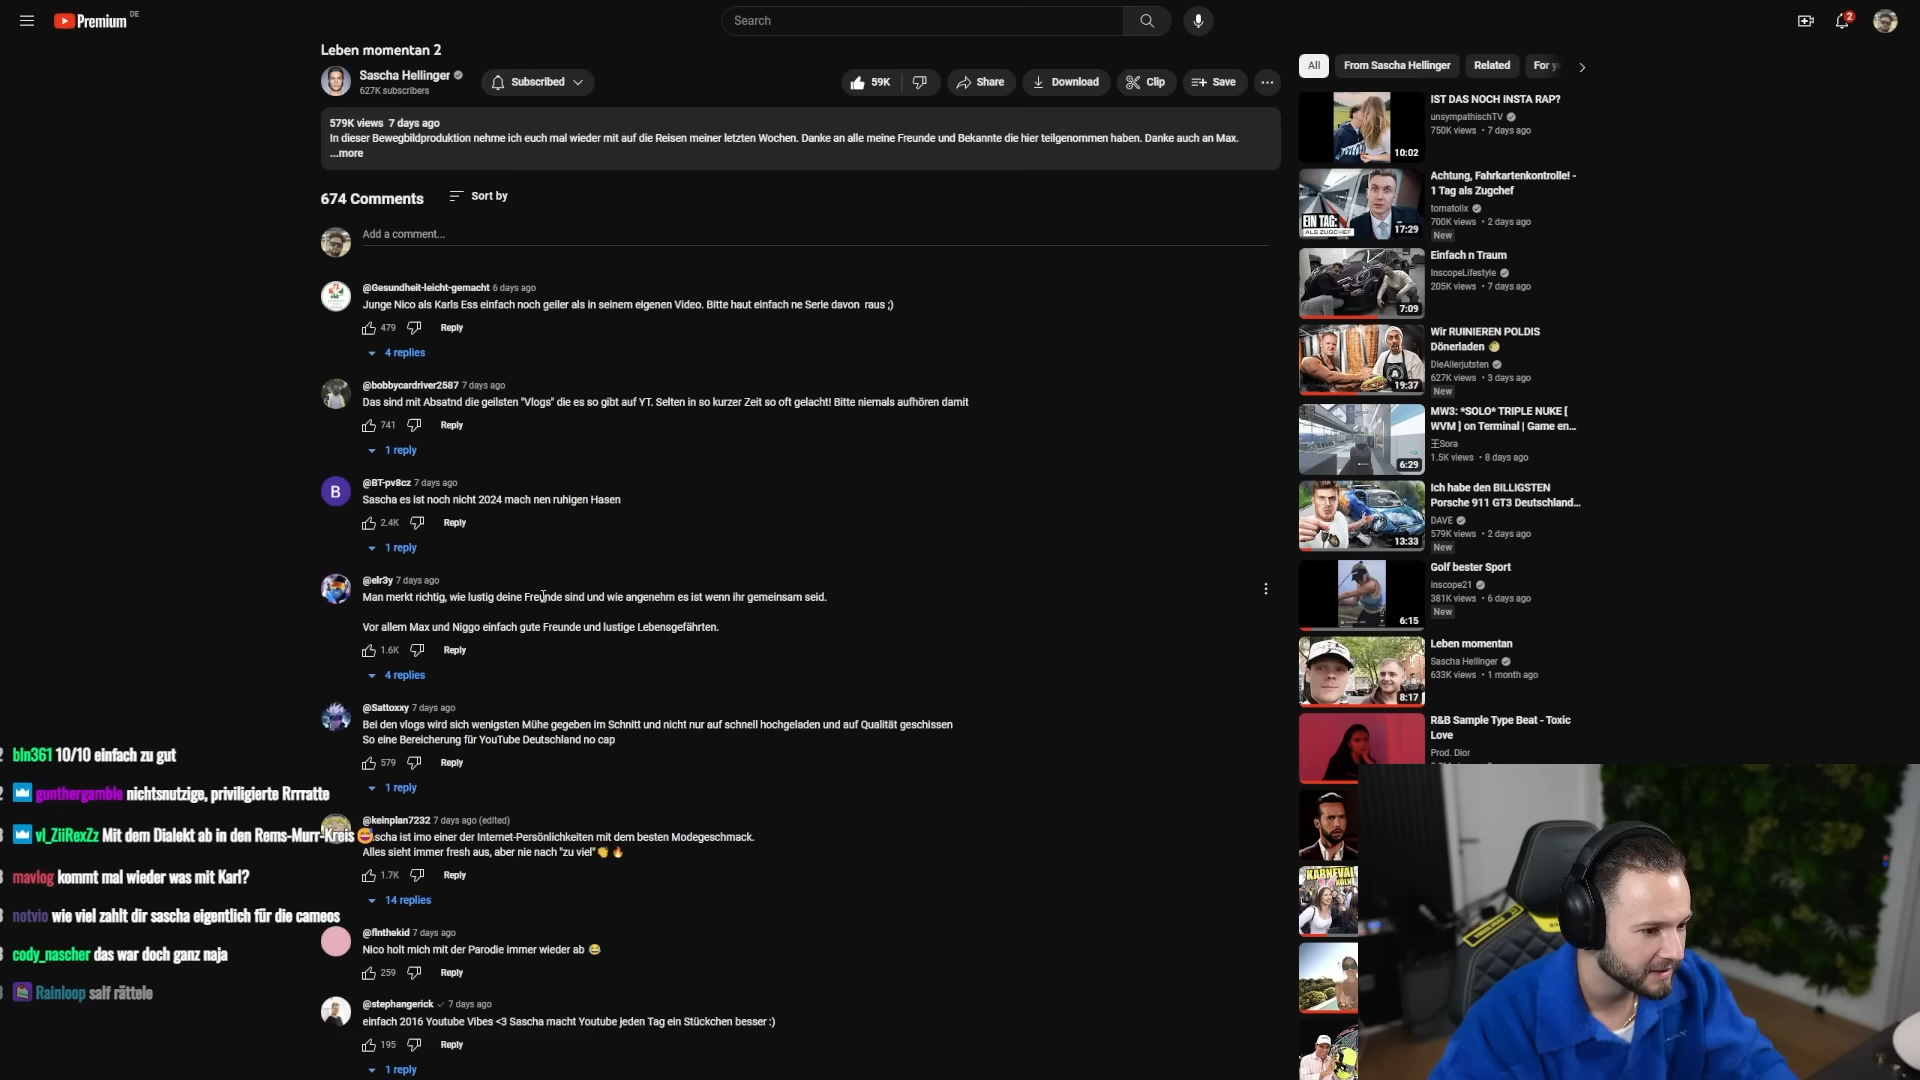 Premium DE
Search
2
Leben momentan 2
Sascha Hellinger
627K subscribers
Subscribed
59K
Share
Download
Clip
Save
579K views 7 days ago
In dieser Bewegbildproduktion nehme ich euch mal wieder mit auf die Reisen meiner letzten Wochen. Danke an alle meine Freunde und Bekannte die hier teilgenommen haben. Danke auch an Max.
...more
674 Comments
Sort by
Add a comment...
@Gesundheit-leicht-gemacht 6 days ago
Junge Nico als Karls Ess einfach noch geiler als in seinem eigenen Video. Bitte haut einfach ne Serie davon raus ;)
479
Reply
4 replies
@bobbycardriver2587 7 days ago
Das sind mit Absatnd die geilsten "Vlogs" die es so gibt auf YT. Selten in so kurzer Zeit so oft gelacht! Bitte niemals aufhören damit
741
Reply
1 reply
B
@BT-pv8cz 7 days ago
Sascha es ist noch nicht 2024 mach nen ruhigen Hasen
2.4K
Reply
1 reply
@elr3y 7 days ago
Man merkt richtig, wie lustig deine Freunde sind und wie angenehm es ist wenn ihr gemeinsam seid.
Vor allem Max und Niggo einfach gute Freunde und lustige Lebensgefährten.
1.6K
Reply
4 replies
@Sattoxxy 7 days ago
Bei den vlogs wird sich wenigsten Mühe gegeben im Schnitt und nicht nur auf schnell hochgeladen und auf Qualität geschissen
So eine Bereicherung für YouTube Deutschland no cap
579
Reply
1 reply
@keinplan7232 7 days ago (edited)
ascha ist imo einer der Internet-Persönlichkeiten mit dem besten Modegeschmack.
Alles sieht immer fresh aus, aber nie nach "zu viel"👏 🔥
1.7K
Reply
14 replies
@flnthekid 7 days ago
Nico holt mich mit der Parodie immer wieder ab 😂
259
Reply
@stephangerick 7 days ago
einfach 2016 Youtube Vibes <3 Sascha macht Youtube jeden Tag ein Stückchen besser :)
195
Reply
1 reply
bln361 10/10 einfach zu gut
gunthergamble nichtsnutzige, priviligierte Rrrratte
vl_ZiiRexZz Mit dem Dialekt ab in den Rems-Murr-Kreis 😅
mavlog kommt mal wieder was mit Karl?
notvio wie viel zahlt dir sascha eigentlich für die cameos
cody_nascher das war doch ganz naja
Rainloop salf rättele
All
From Sascha Hellinger
Related
For yo
IST DAS NOCH INSTA RAP?
unsympathischTV
750K views • 7 days ago
10:02
Achtung, Fahrkartenkontrolle! -
1 Tag als Zugchef
tomatolix
700K views • 2 days ago
New
EIN TAG:
ALS ZUGCHEF
17:29
Einfach n Traum
InscopeLifestyle
205K views • 7 days ago
7:09
Wir RUINIEREN POLDIS
Dönerladen
DieAllerjutsten
627K views • 3 days ago
New
19:37
MW3: *SOLO* TRIPLE NUKE [
WVM ] on Terminal | Game en...
王Sora
1.5K views • 8 days ago
6:29
Ich habe den BILLIGSTEN
Porsche 911 GT3 Deutschland...
DAVE
579K views • 2 days ago
New
13:33
Golf bester Sport
inscope21
381K views • 6 days ago
New
6:15
Leben momentan
Sascha Hellinger
633K views • 1 month ago
8:17
R&B Sample Type Beat - Toxic
Love
Prod. Dior
KARNEVAL
KÖLN